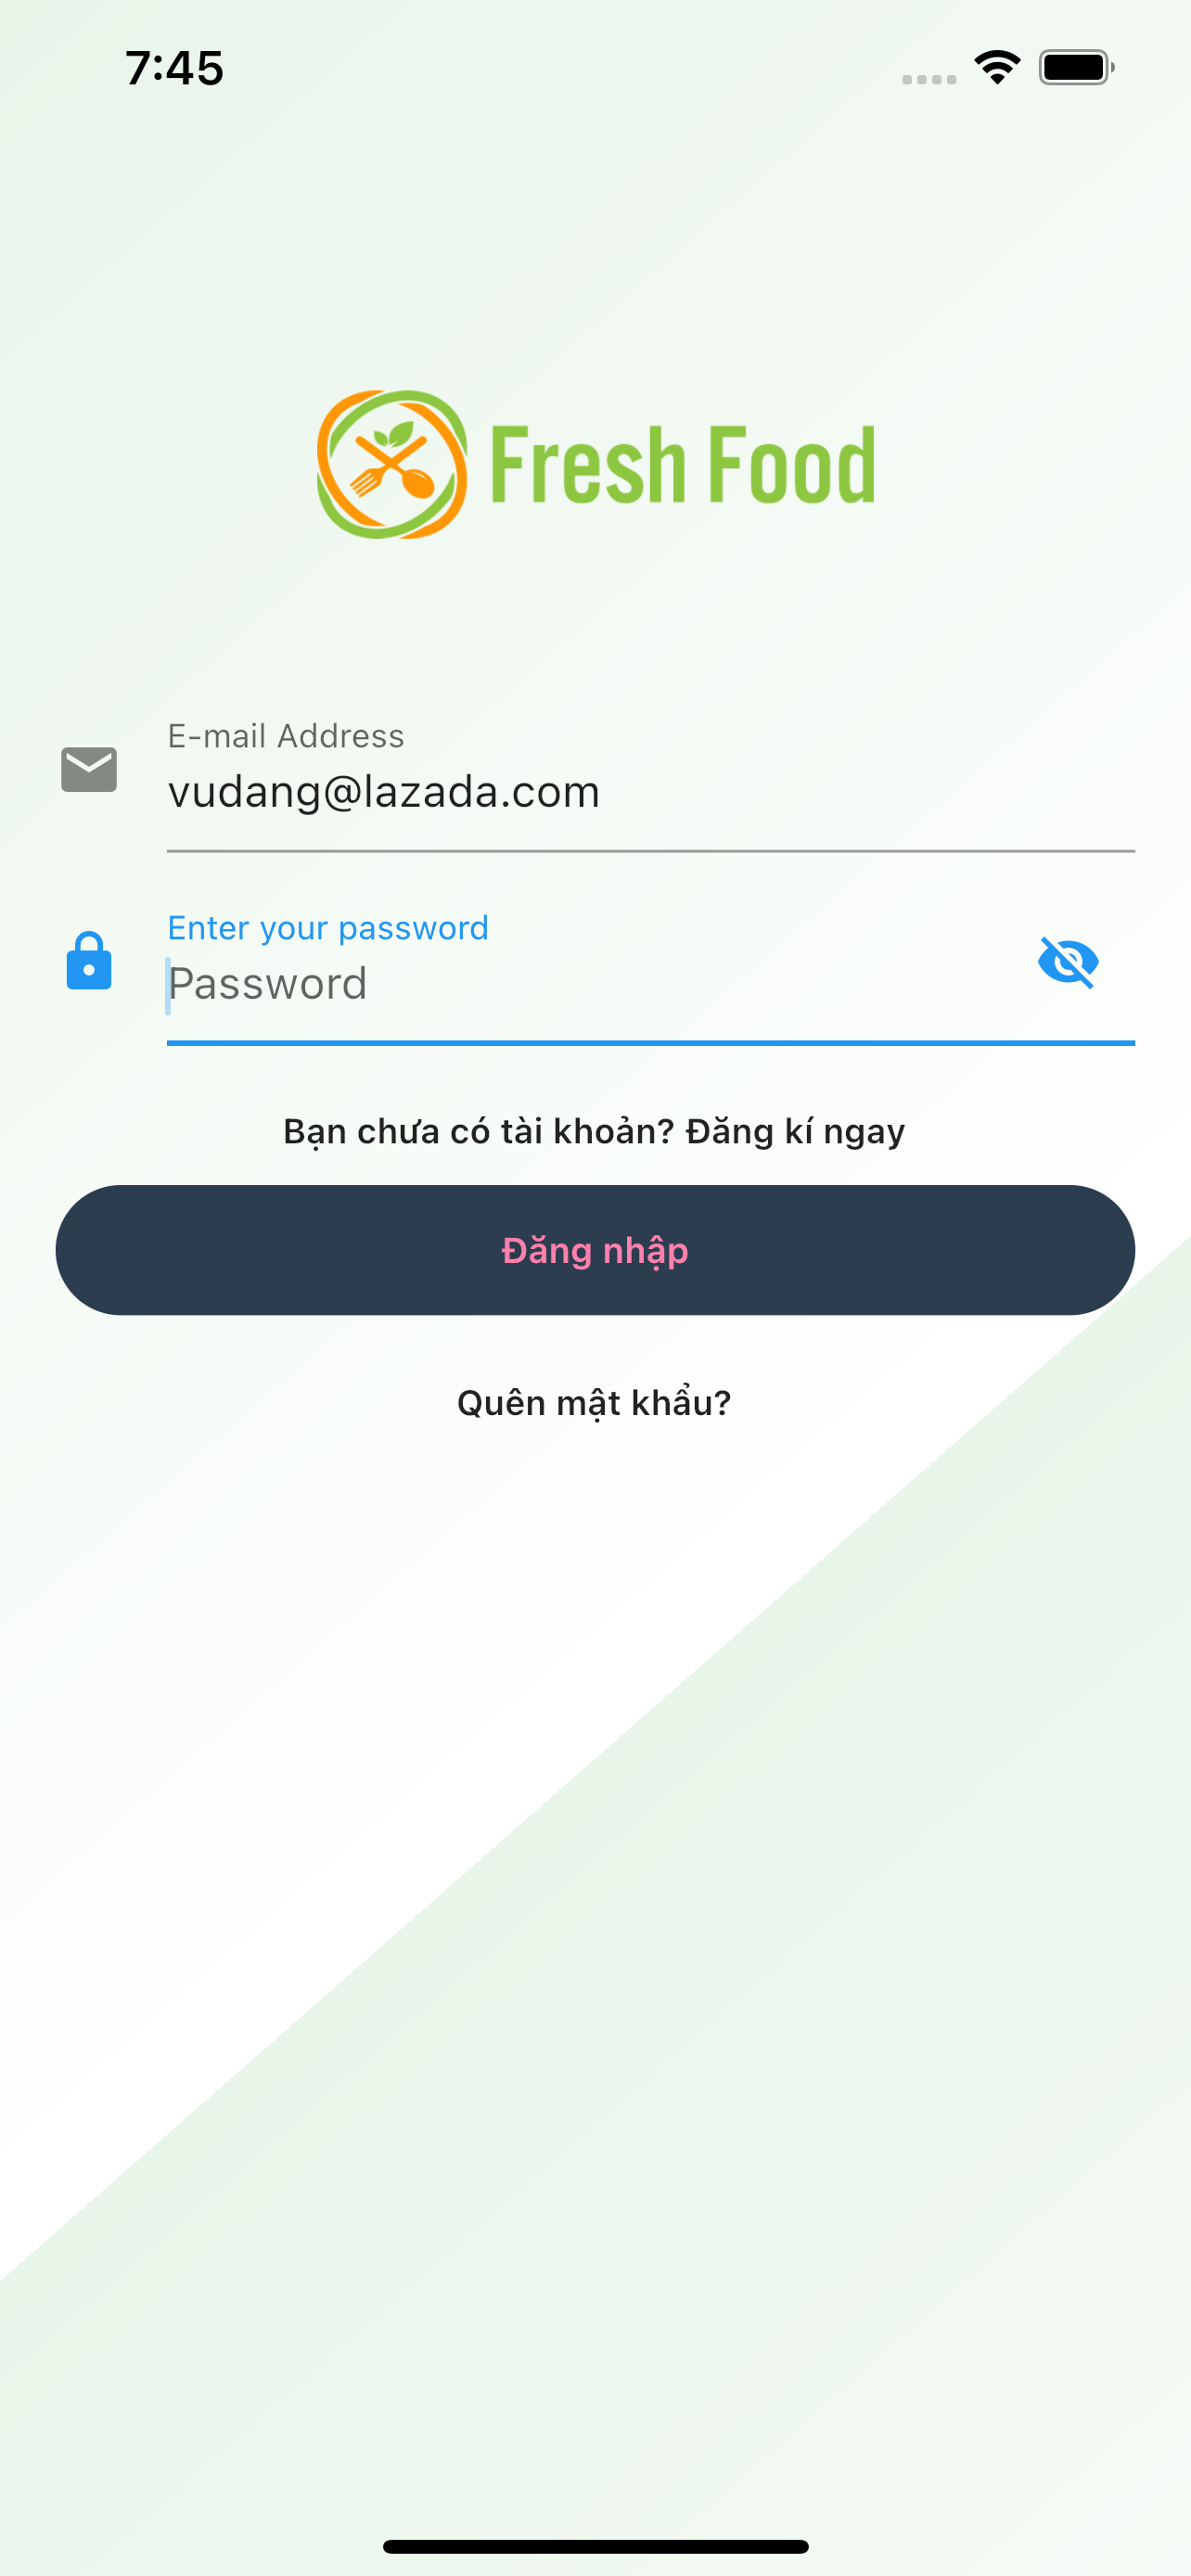 7:45
Fresh Food
E-mail Address
vudang@lazada.com
Enter your password
Password
Bạn chưa có tài khoản? Đăng kí ngay
Đăng nhập
Quên mật khẩu?